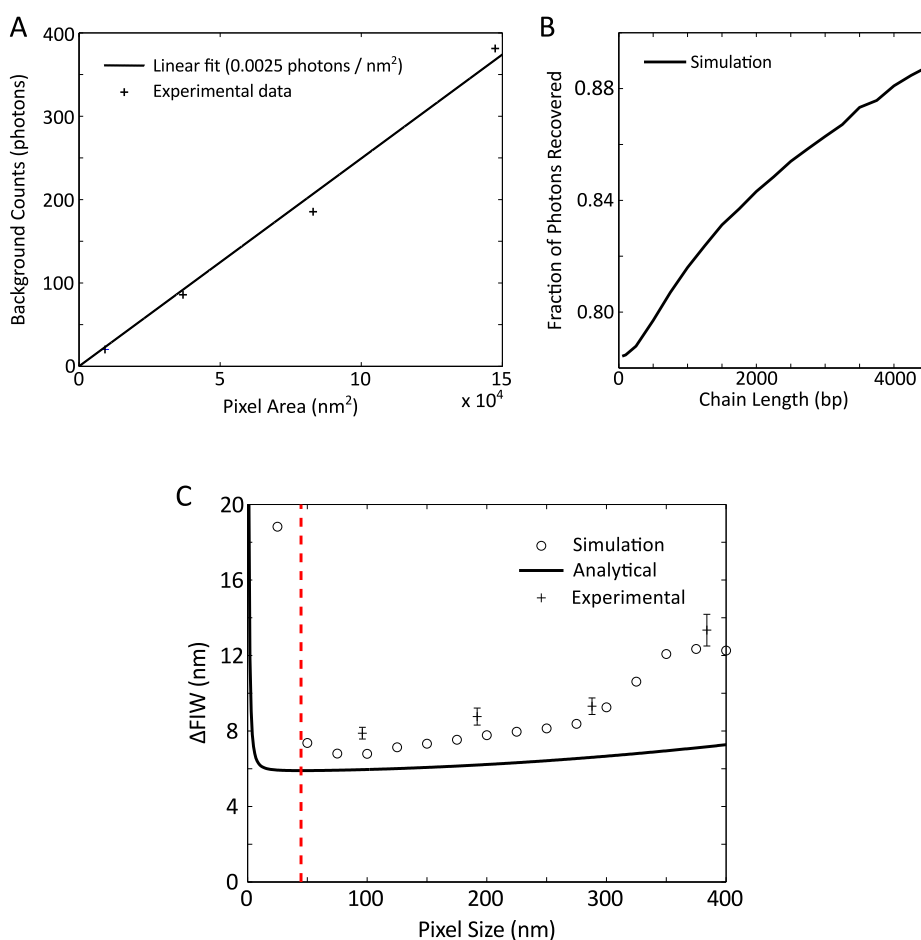 A
400
300
200
100
0
Background Counts (photons)
Linear fit (0.0025 photons / nm²)
Experimental data
0
5
10
15
x 10⁴
Pixel Area (nm²)
B
Simulation
0.88
0.84
0.80
Fraction of Photons Recovered
0
2000
4000
Chain Length (bp)
C
20
16
12
8
4
0
ΔFIW (nm)
Simulation
Analytical
Experimental
0
100
200
300
400
Pixel Size (nm)